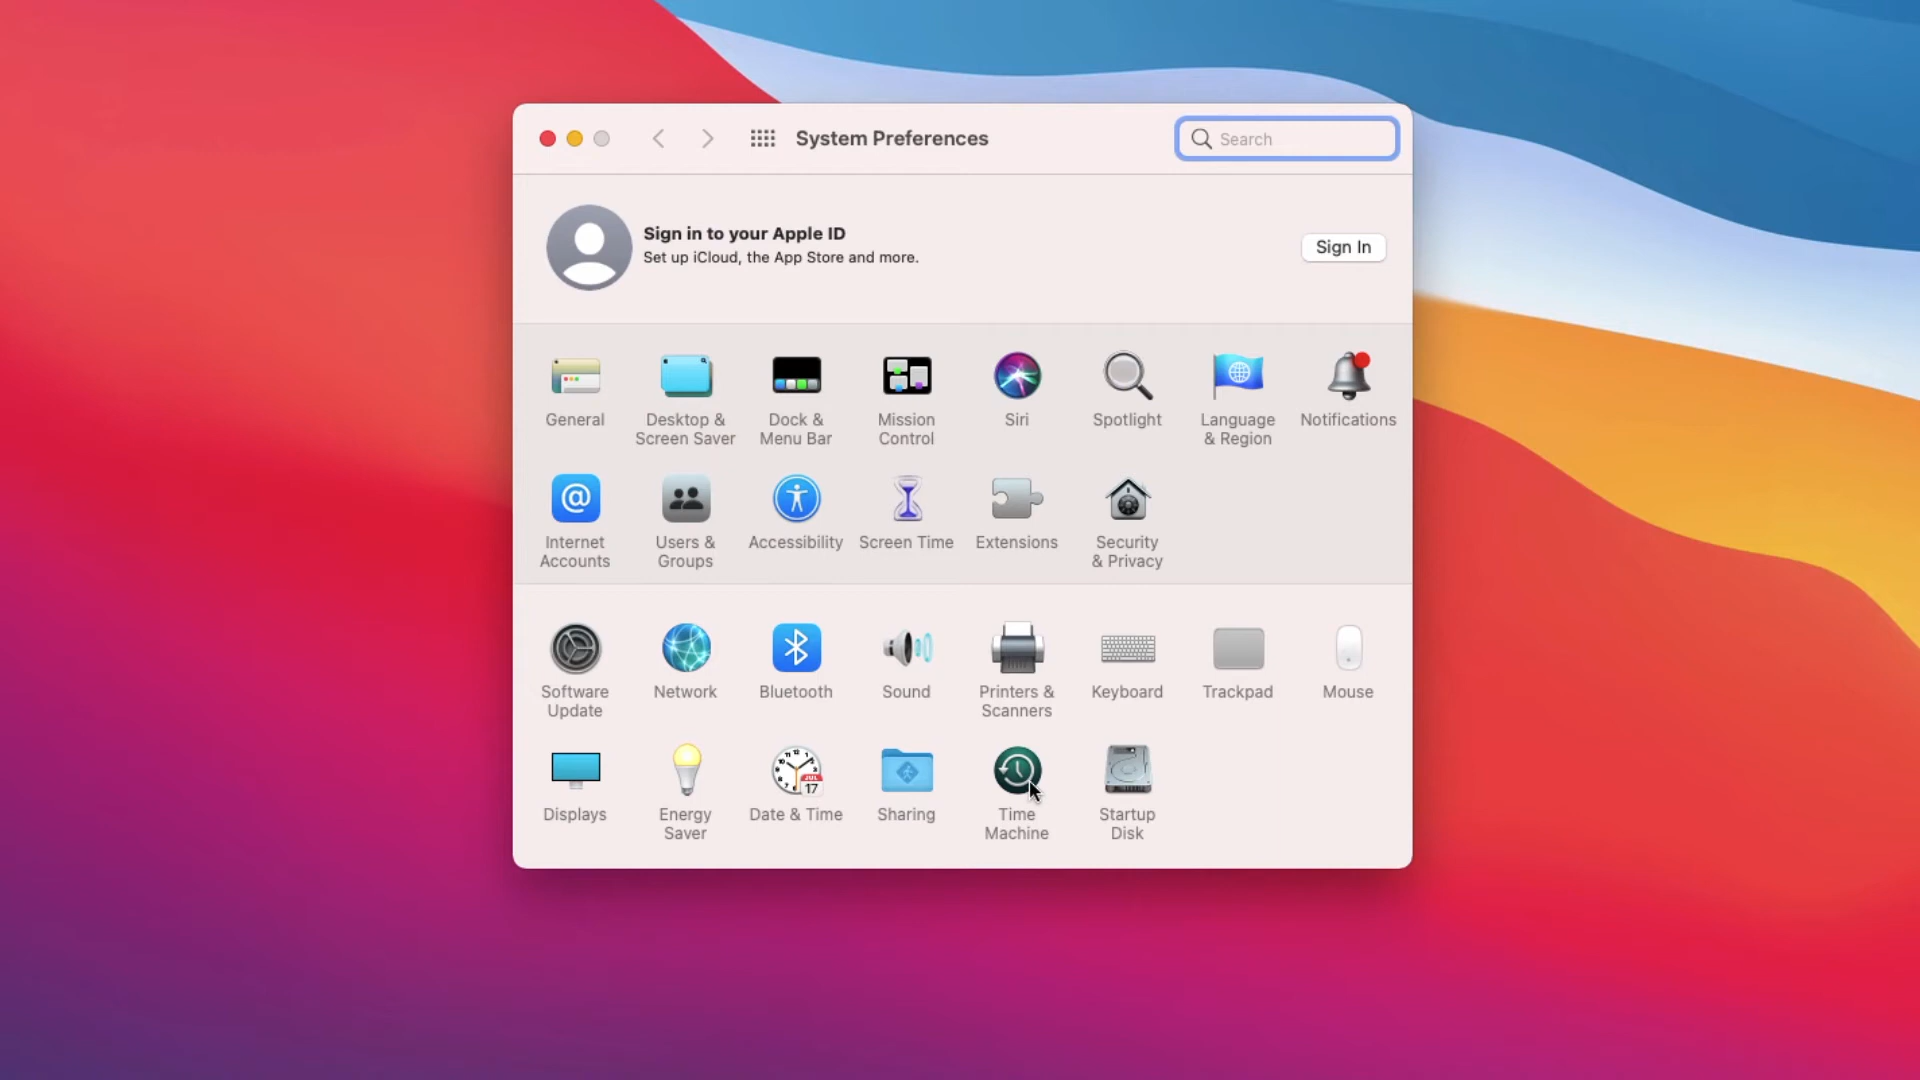 System Preferences
Search
Sign in to your Apple ID
Set up iCloud, the App Store and more.
Sign In
General
Desktop &
Screen Saver
Dock &
Menu Bar
Mission
Control
Siri
Spotlight
Language
& Region
Notifications
Internet
Accounts
Users &
Groups
Accessibility
Screen Time
Extensions
Security
& Privacy
Software
Update
Network
Bluetooth
Sound
Printers &
Scanners
Keyboard
Trackpad
Mouse
JUL
17
Displays
Energy
Saver
Date & Time
Sharing
Time
Machine
Startup
Disk